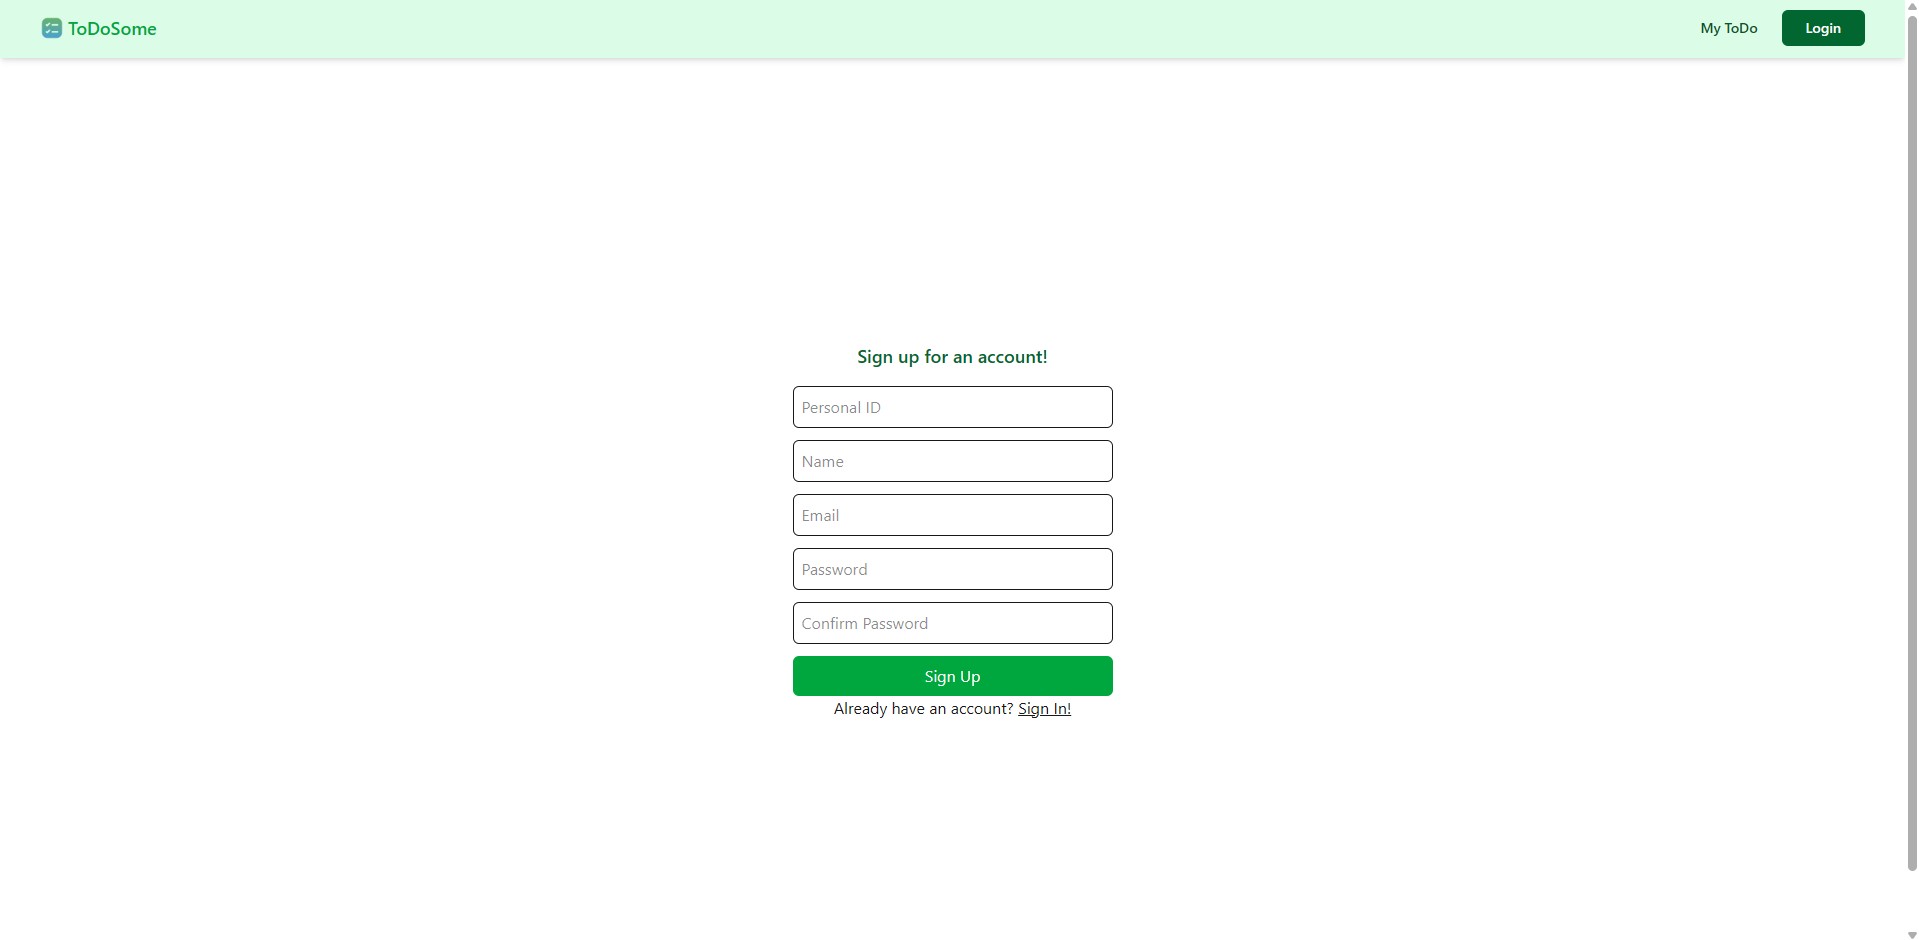 ToDoSome
My ToDo
Login
Sign up for an account!
Personal ID
Name
Email
Password
Confirm Password
Sign Up
Already have an account? Sign In!